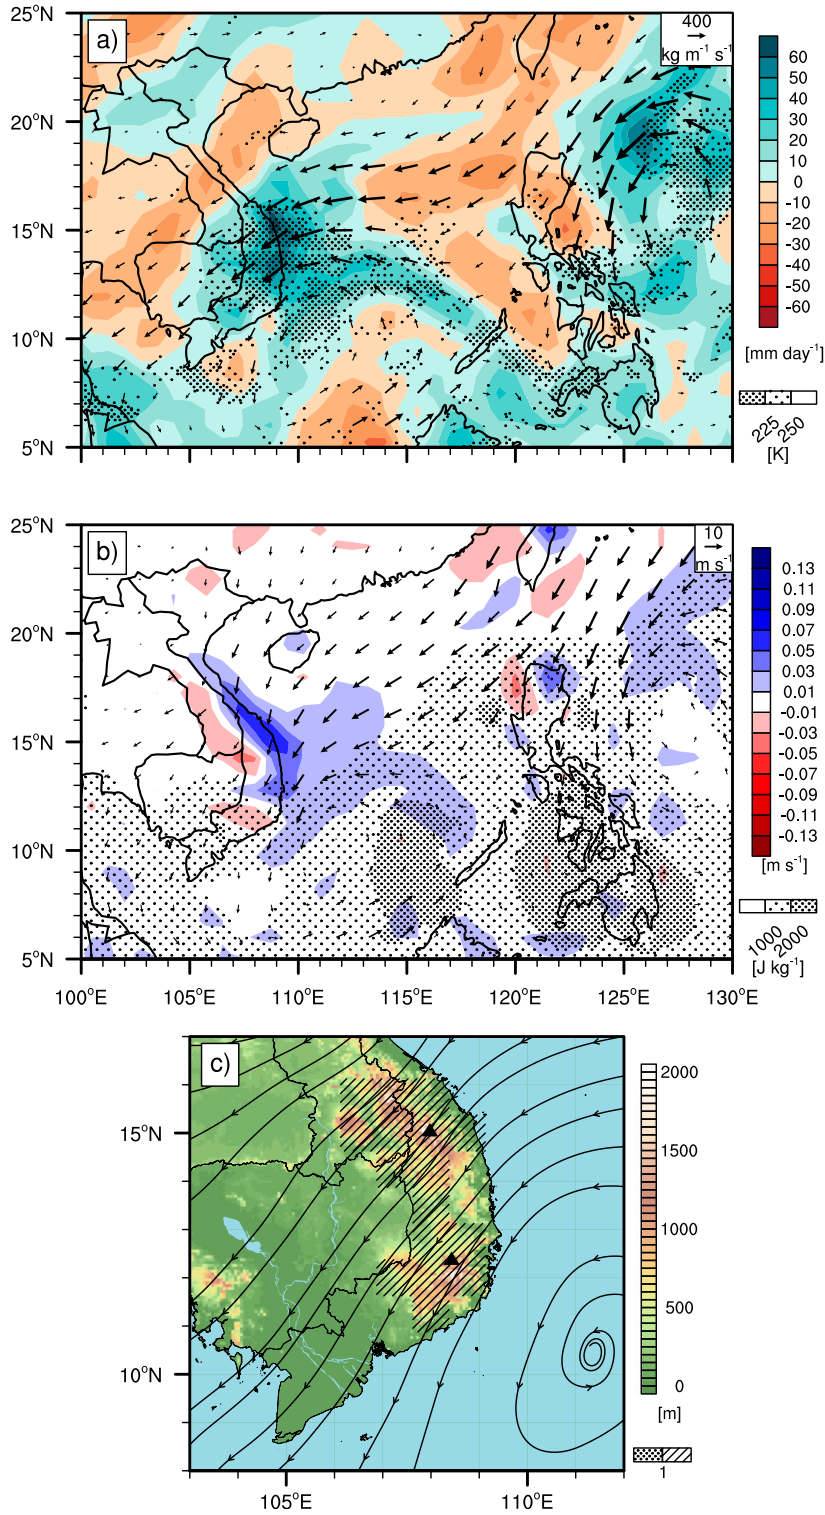 a)
400
kg m⁻¹ s⁻¹
25°N
20°N
15°N
10°N
5°N
60
50
40
30
20
10
0
-10
-20
-30
-40
-50
-60
[mm day⁻¹]
225
250
[K]
b)
10
m s⁻¹
25°N
20°N
15°N
10°N
5°N
100°E
105°E
110°E
115°E
120°E
125°E
130°E
0.13
0.11
0.09
0.07
0.05
0.03
0.01
-0.01
-0.03
-0.05
-0.07
-0.09
-0.11
-0.13
[m s⁻¹]
1000
2000
[J kg⁻¹]
c)
15°N
10°N
105°E
110°E
2000
1500
1000
500
0
[m]
1